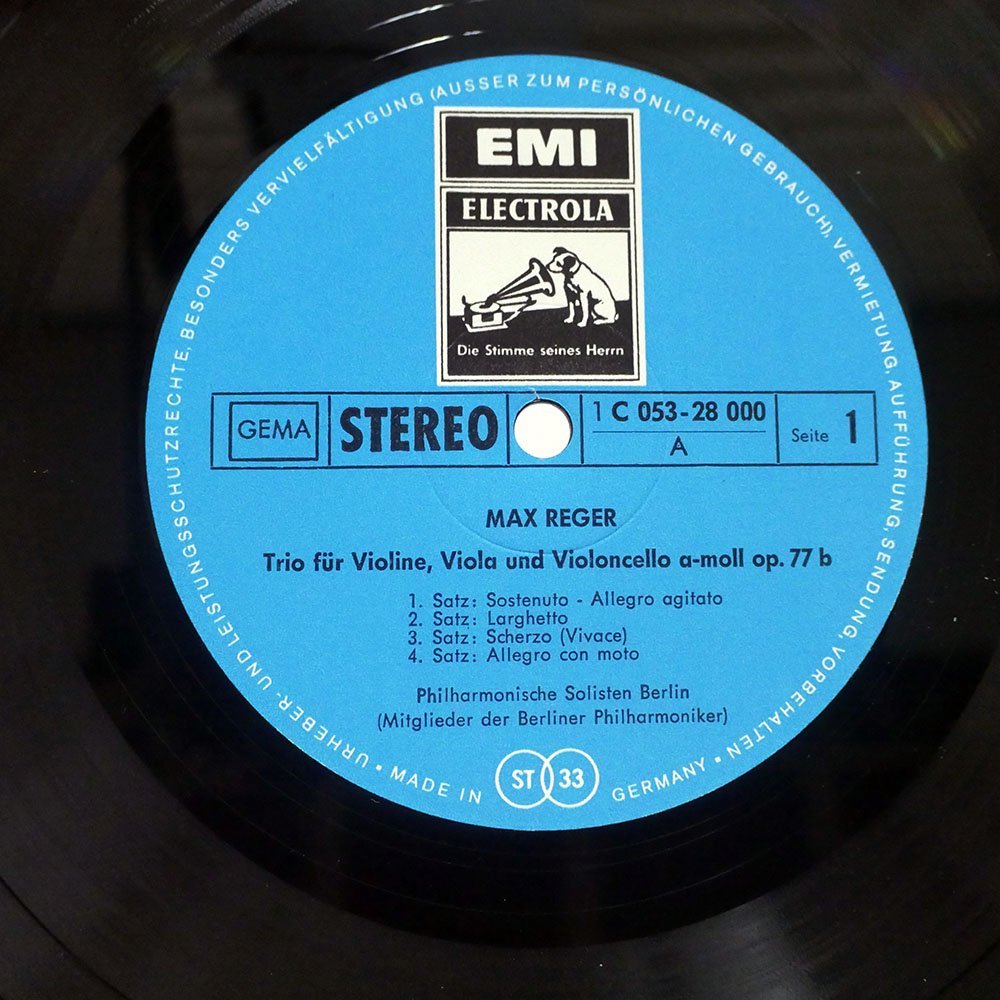 EMI
ELECTROLA
Die Stimme seines Herrn
GEMA
STEREO
1 C 053-28 000
A
Seite 1
MAX REGER
Trio für Violine, Viola und Violoncello a-moll op. 77 b
1. Satz: Sostenuto - Allegro agitato
2. Satz: Larghetto
3. Satz: Scherzo (Vivace)
4. Satz: Allegro con moto
Philharmonische Solisten Berlin
(Mitglieder der Berliner Philharmoniker)
ST 33
URHEBER- UND LEISTUNGSSCHUTZRECHTE, BESONDERS VERVIELFÄLTIGUNG (AUSSER ZUM PERSÖNLICHEN GEBRAUCH), VERMIETUNG, AUFFÜHRUNG, SENDUNG, VORBEHALTEN •
• MADE IN GERMANY •